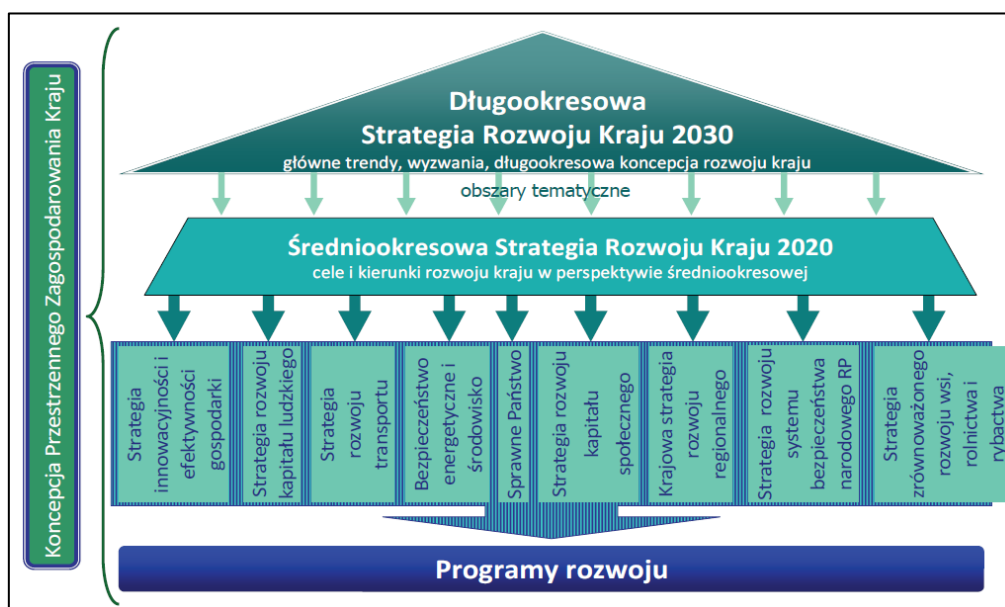 Koncepcja Przestrzennego Zagospodarowania Kraju
Długookresowa
Strategia Rozwoju Kraju 2030
główne trendy, wyzwania, długookresowa koncepcja rozwoju kraju
obszary tematyczne
Średniookresowa Strategia Rozwoju Kraju 2020
cele i kierunki rozwoju kraju w perspektywie średniookresowej
Strategia
innowacyjności i
efektywności
gospodarki
Strategia rozwoju
kapitału ludzkiego
Strategia
rozwoju
transportu
Bezpieczeństwo
energetyczne i
środowisko
Sprawne Państwo
Strategia rozwoju
kapitału
społecznego
Krajowa strategia
rozwoju
regionalnego
Strategia rozwoju
systemu
bezpieczeństwa
narodowego RP
Strategia
zrównoważonego
rozwoju wsi,
rolnictwa i
rybactwa
Programy rozwoju